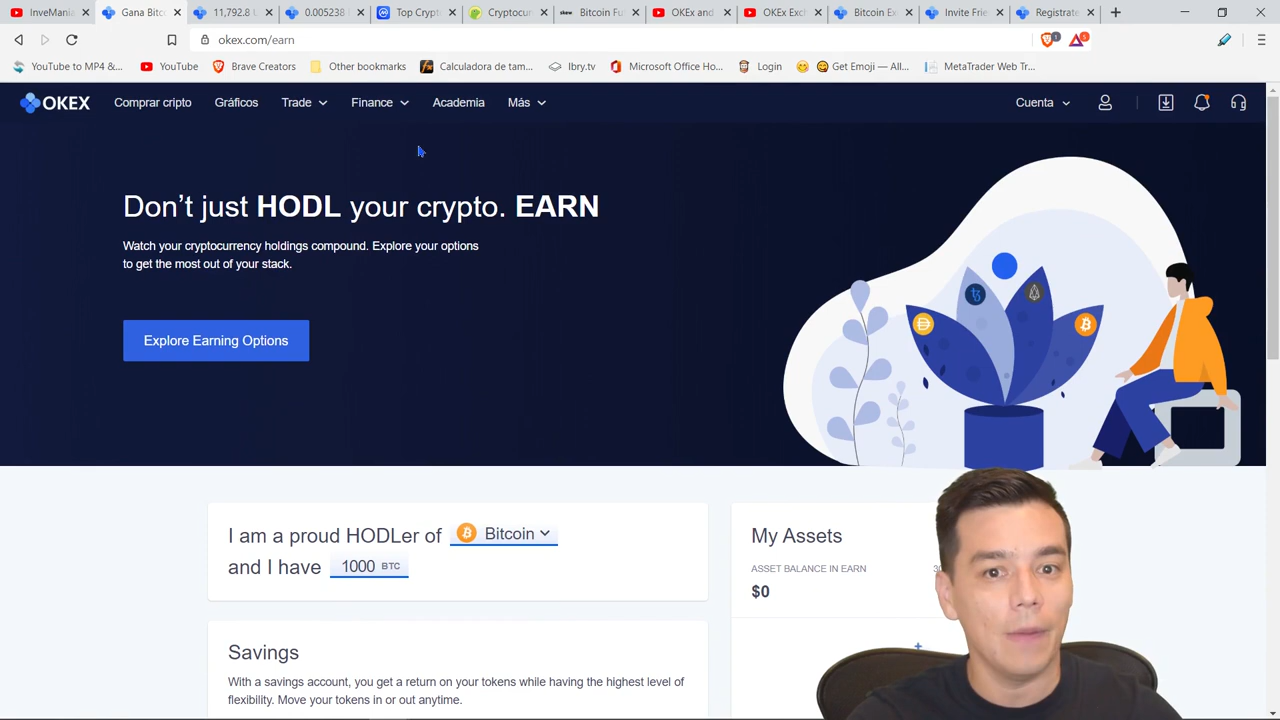 InveMania
Gana Bitco
11.792.8 U
0.005238
Top Crypto
Cryptocur
skew
Bitcoin Fu
OKEx and
OKEx Exch
Bitcoin Ex
Invite Frie
Registrate
okex.com/earn
1
YouTube to MP4 &...
YouTube
Brave Creators
Other bookmarks
Calculadora de tam...
lbry.tv
Microsoft Office Ho...
Login
Get Emoji — All...
MetaTrader Web Tr...
OKEX
Comprar cripto
Gráficos
Trade
Finance
Academia
Más
Cuenta
Don't just HODL your crypto. EARN
Watch your cryptocurrency holdings compound. Explore your options
to get the most out of your stack.
Explore Earning Options
I am a proud HODLer of Bitcoin
and I have 1000 BTC
My Assets
ASSET BALANCE IN EARN
$0
Savings
With a savings account, you get a return on your tokens while having the highest level of
flexibility. Move your tokens in or out anytime.